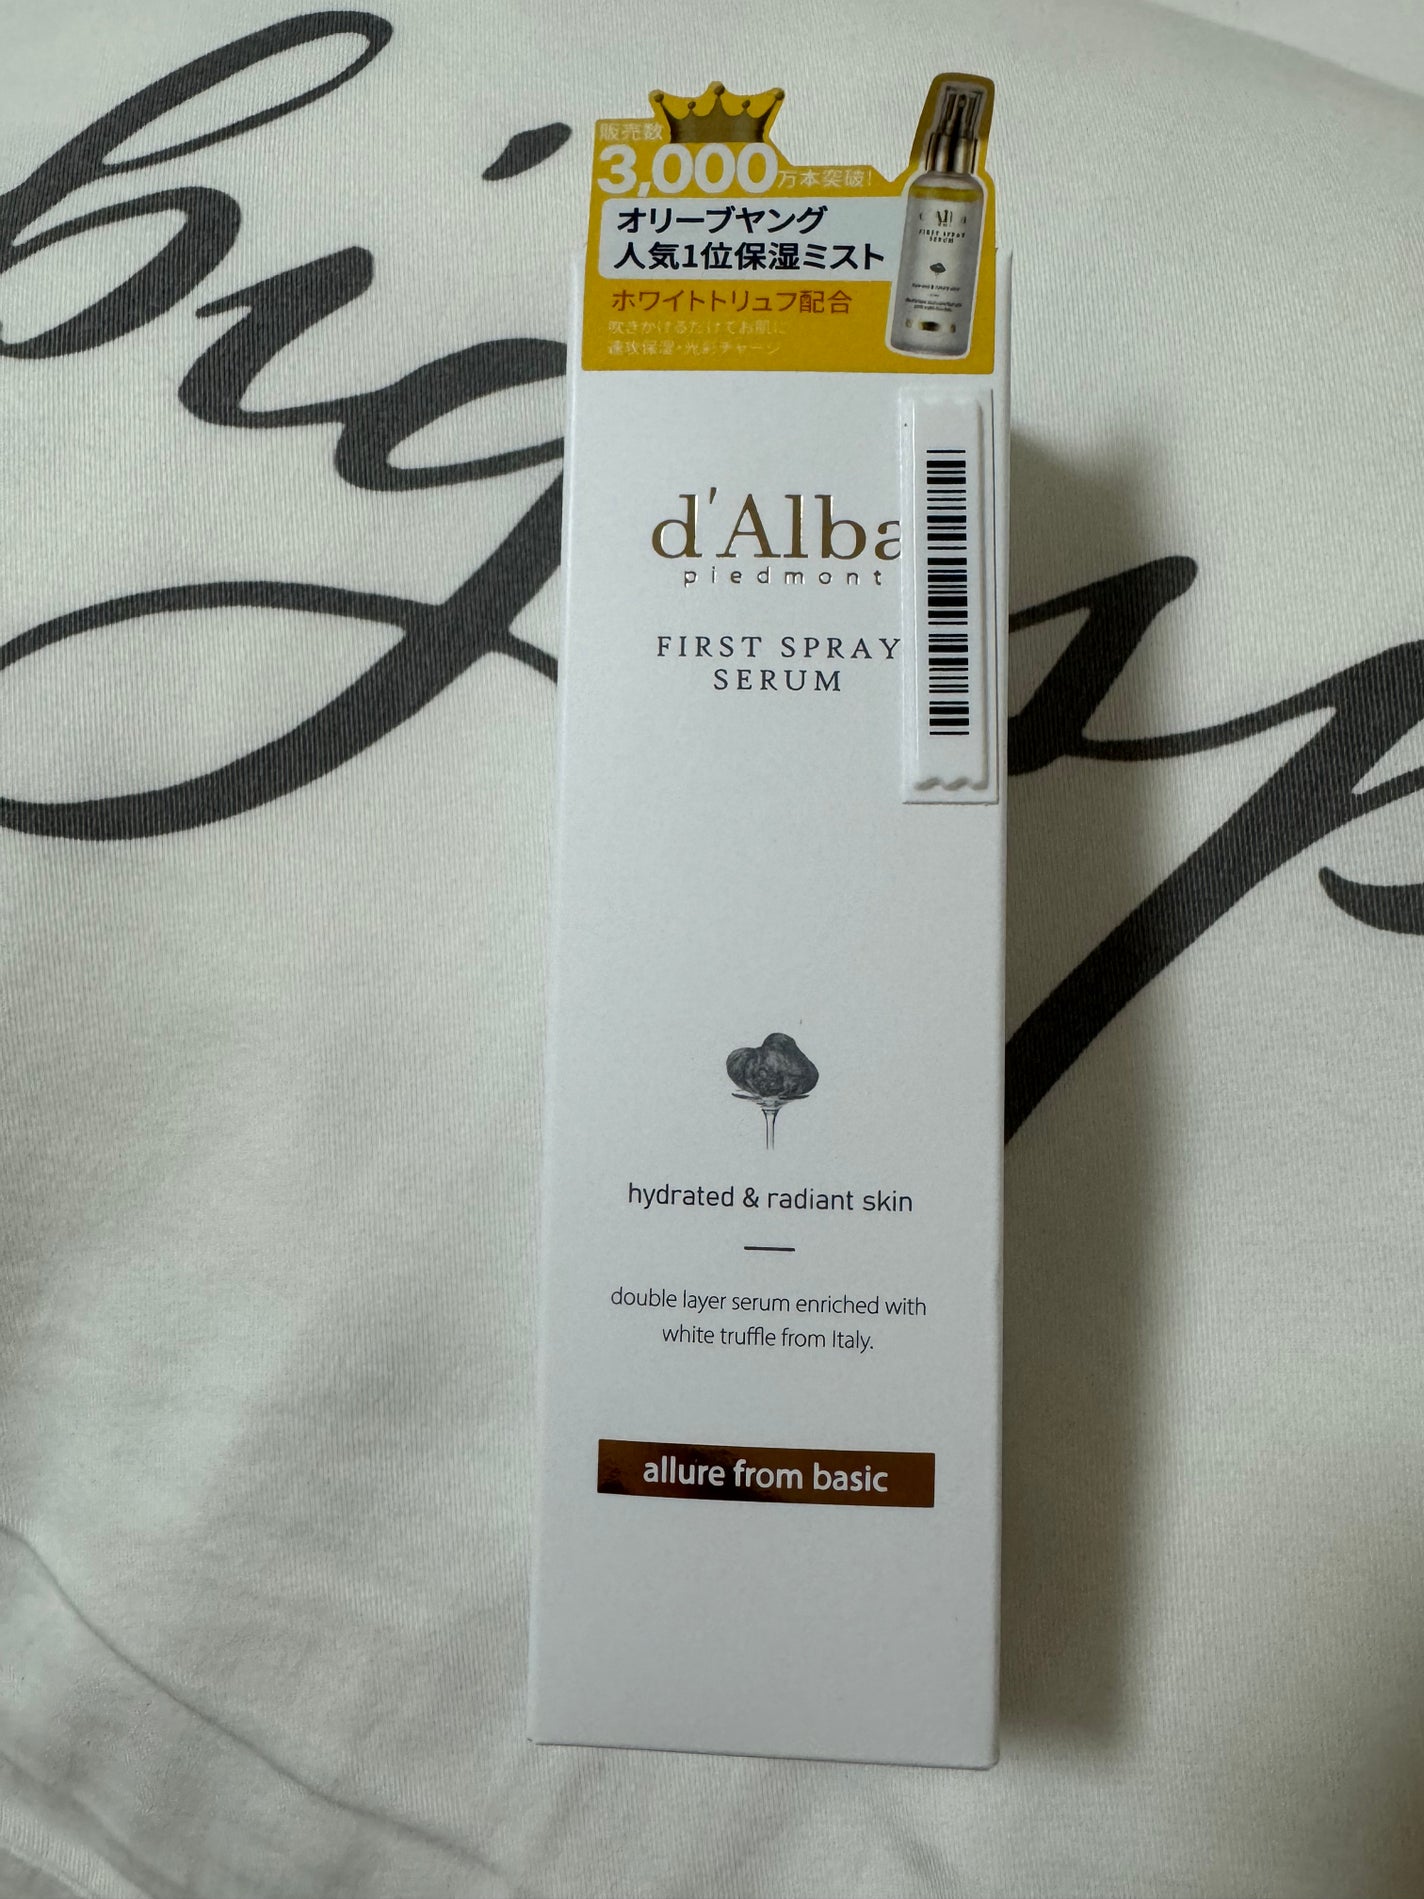 販売数
3,000万本突破!
オリーブヤング
人気1位保湿ミスト
ホワイトトリュフ配合
吹きかけるだけでお肌に
速攻保湿・光彩チャージ
d'Alba
FIRST SPRAY
SERUM
d'Alba
piedmont
FIRST SPRAY
SERUM
hydrated & radiant skin
double layer serum enriched with
white truffle from Italy.
allure from basic